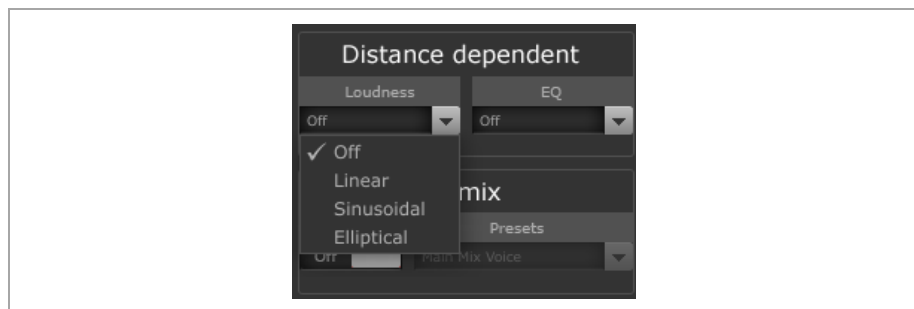 Distance dependent
Loudness EQ
Off Off
✓ Off
Linear
Sinusoidal
mix
Presets
Elliptical
Off Main Mix Voice